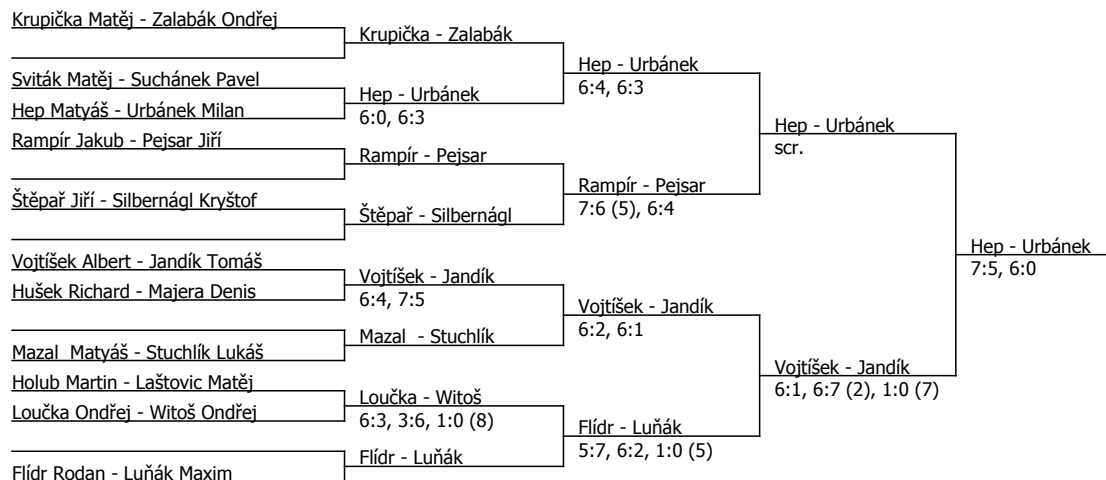 Krupička Matěj - Zalabák Ondřej
Sviták Matěj - Suchánek Pavel
Hep Matyáš - Urbánek Milan
Rampír Jakub - Pejsar Jiří
Štěpař Jiří - Silbernágl Kryštof
Vojtíšek Albert - Jandík Tomáš
Hušek Richard - Majera Denis
Mazal  Matyáš - Stuchlík Lukáš
Holub Martin - Laštovic Matěj
Loučka Ondřej - Witoš Ondřej
Flídr Rodan - Luňák Maxim
Krupička - Zalabák
Hep - Urbánek
6:0, 6:3
Rampír - Pejsar
Štěpař - Silbernágl
Vojtíšek - Jandík
6:4, 7:5
Mazal  - Stuchlík
Loučka - Witoš
6:3, 3:6, 1:0 (8)
Flídr - Luňák
Hep - Urbánek
6:4, 6:3
Rampír - Pejsar
7:6 (5), 6:4
Vojtíšek - Jandík
6:2, 6:1
Flídr - Luňák
5:7, 6:2, 1:0 (5)
Hep - Urbánek
scr.
Vojtíšek - Jandík
6:1, 6:7 (2), 1:0 (7)
Hep - Urbánek
7:5, 6:0